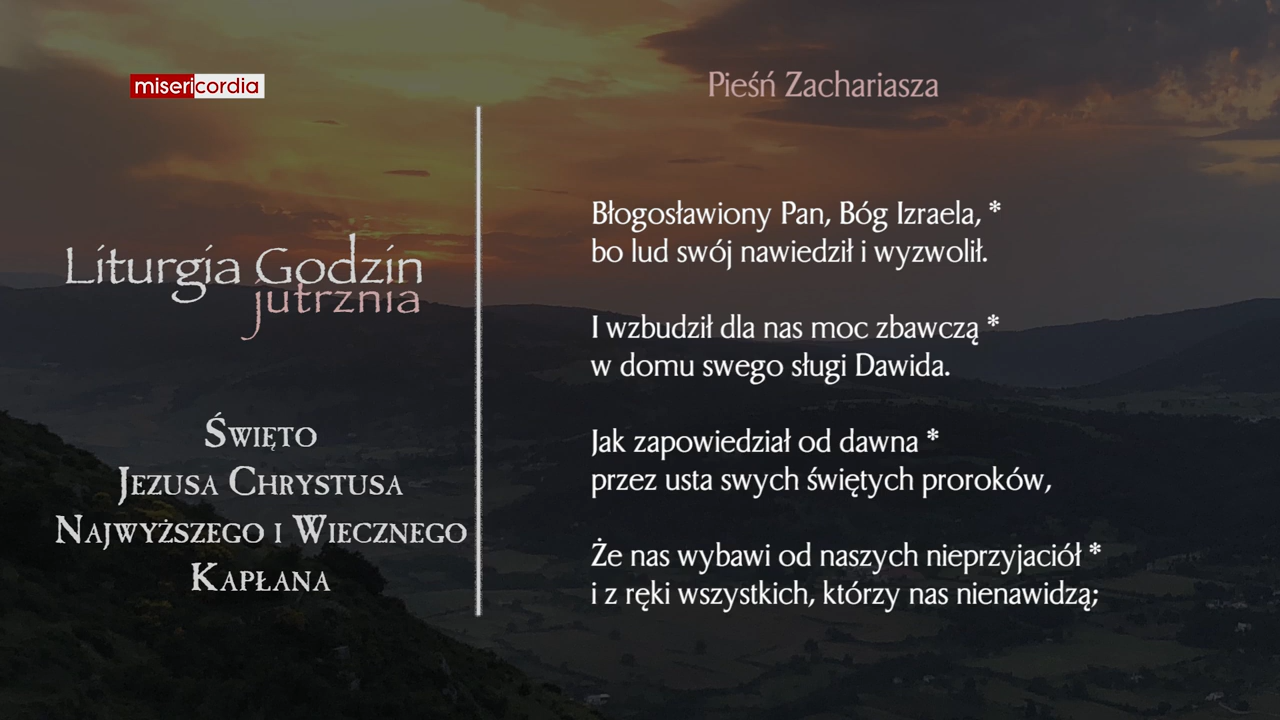 misericordia
Liturgia Godzin
jutrznia
Święto
Jezusa Chrystusa
Najwyższego i Wiecznego
Kapłana
Pieśń Zachariasza
Błogosławiony Pan, Bóg Izraela, *
bo lud swój nawiedził i wyzwolił.
I wzbudził dla nas moc zbawczą *
w domu swego sługi Dawida.
Jak zapowiedział od dawna *
przez usta swych świętych proroków,
Że nas wybawi od naszych nieprzyjaciół *
i z ręki wszystkich, którzy nas nienawidzą;